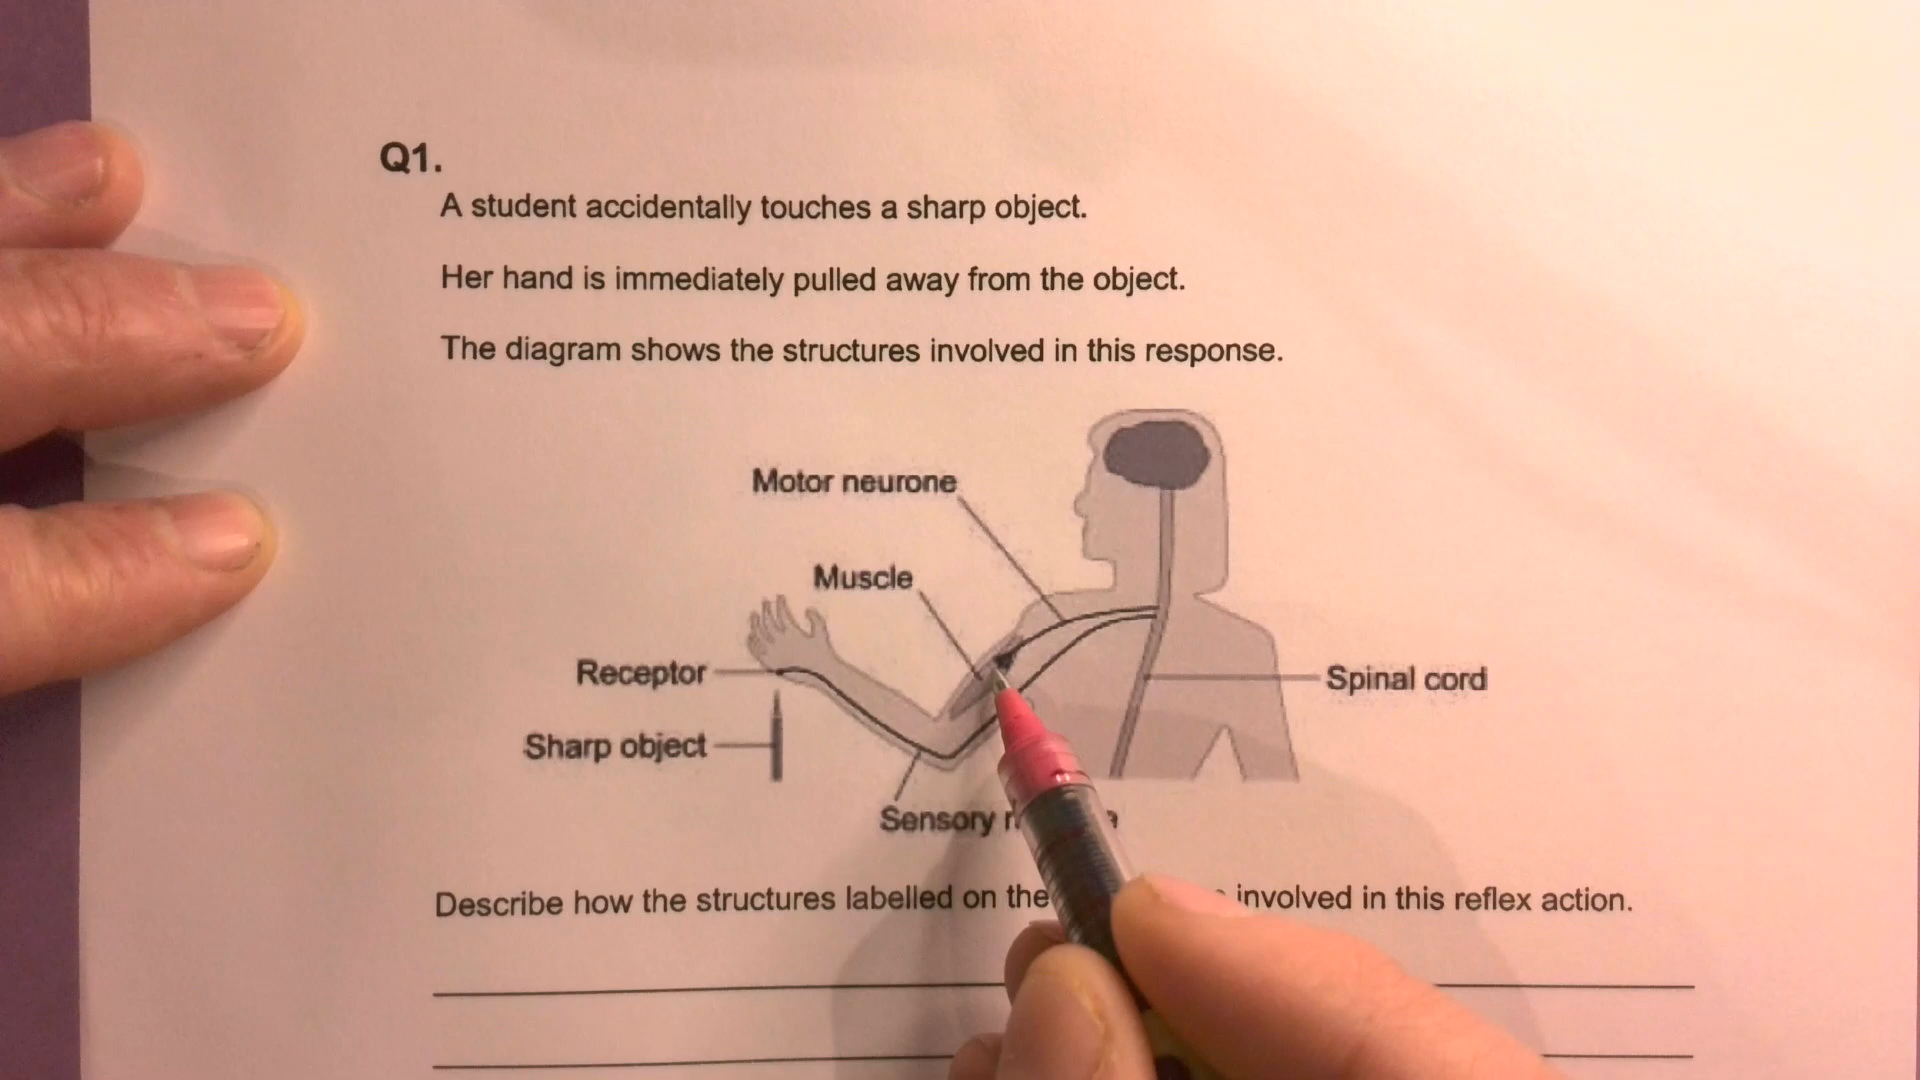 Q1.
A student accidentally touches a sharp object.
Her hand is immediately pulled away from the object.
The diagram shows the structures involved in this response.
Motor neurone
Muscle
Receptor
Spinal cord
Sharp object
Sensory
Describe how the structures labelled on the involved in this reflex action.